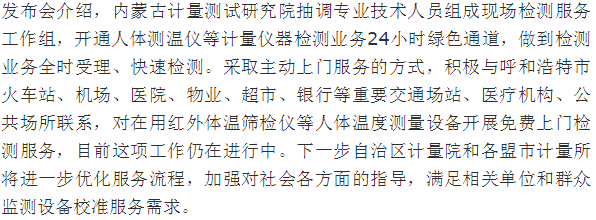 发布会介绍，内蒙古计量测试研究院抽调专业技术人员组成现场检测服务
工作组，开通人体测温仪等计量仪器检测业务24小时绿色通道，做到检测
业务全时受理、快速检测。采取主动上门服务的方式，积极与呼和浩特市
火车站、机场、医院、物业、超市、银行等重要交通场站、医疗机构、公
共场所联系，对在用红外体温筛检仪等人体温度测量设备开展免费上门检
测服务，目前这项工作仍在进行中。下一步自治区计量院和各盟市计量所
将进一步优化服务流程，加强对社会各方面的指导，满足相关单位和群众
监测设备校准服务需求。